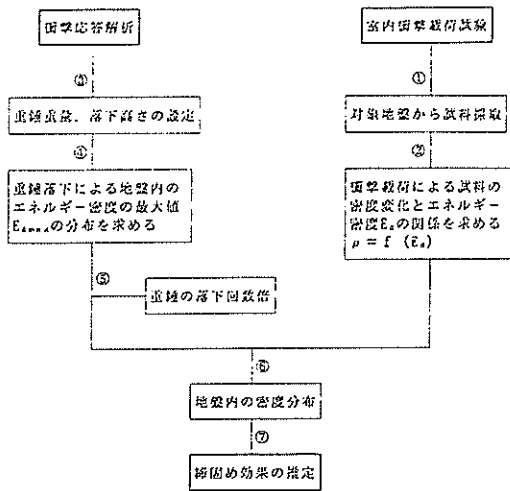 衝撃応答解析
室内衝撃載荷試験
③
①
重錘重量、落下高さの設定
対象地盤から試料採取
④
②
重錘落下による地盤内の
エネルギー密度の最大値
の分布を求める
衝撃載荷による試料の
密度変化とエネルギー
密度Eₐの関係を求める
ρ = f (Eₐ)
⑤
重錘の落下回数倍
⑥
地盤内の密度分布
⑦
締固め効果の推定